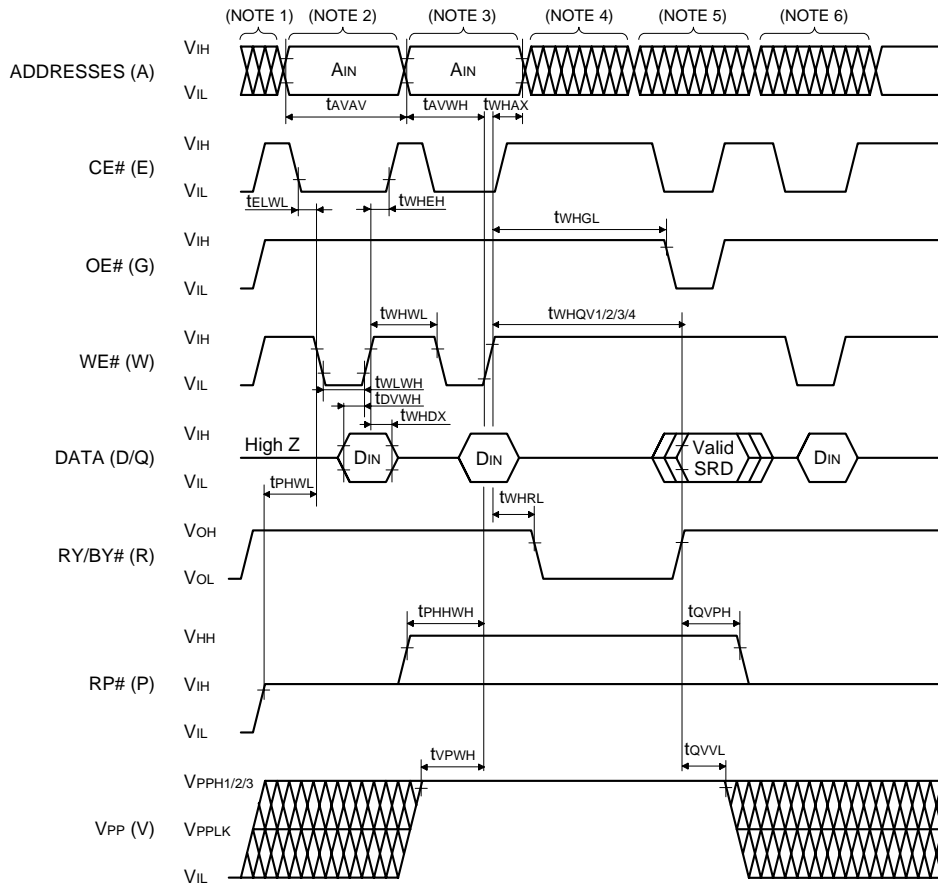 (NOTE 1) (NOTE 2) (NOTE 3) (NOTE 4) (NOTE 5) (NOTE 6)
ADDRESSES (A)
VIH
VIL
AIN
AIN
tAVAV
tAVWH
tWHAX
CE# (E)
VIH
VIL
tELWL
tWHEH
OE# (G)
VIH
VIL
tWHGL
WE# (W)
VIH
VIL
tWHWL
tWHQV1/2/3/4
tWLWH
tDVWH
tWHDX
DATA (D/Q)
VIH
VIL
High Z
DIN
DIN
Valid
SRD
DIN
tPHWL
tWHRL
RY/BY# (R)
VOH
VOL
tPHHWH
tQVPH
RP# (P)
VHH
VIH
VIL
tVPWH
tQVVL
VPP (V)
VPPH1/2/3
VPPLK
VIL